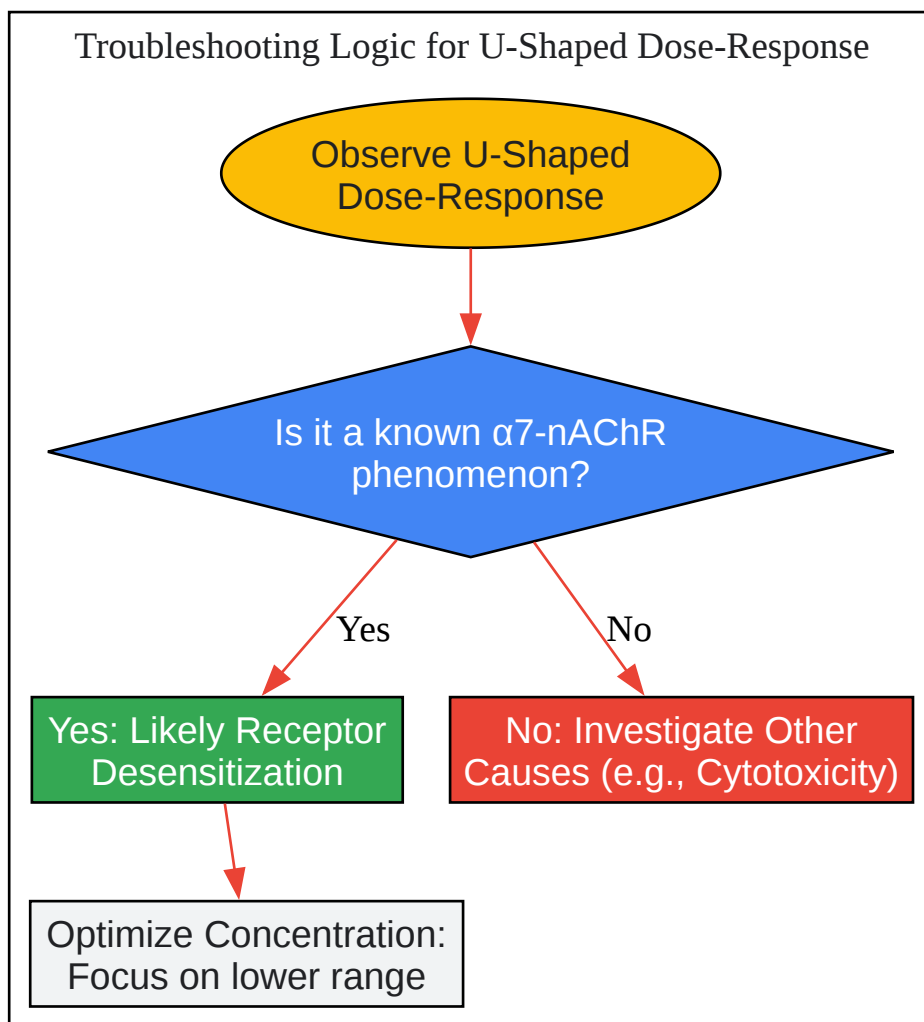 Troubleshooting Logic for U-Shaped Dose-Response
Observe U-Shaped
Dose-Response
Is it a known α7-nAChR
phenomenon?
Yes
No
Yes: Likely Receptor
Desensitization
No: Investigate Other
Causes (e.g., Cytotoxicity)
Optimize Concentration:
Focus on lower range